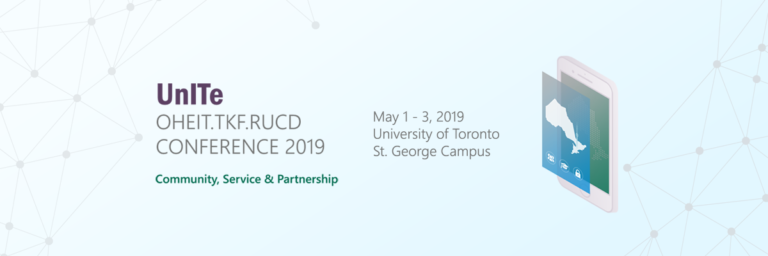 UnITe
OHEIT.TKF.RUCD
CONFERENCE 2019
Community, Service & Partnership
May 1 - 3, 2019
University of Toronto
St. George Campus